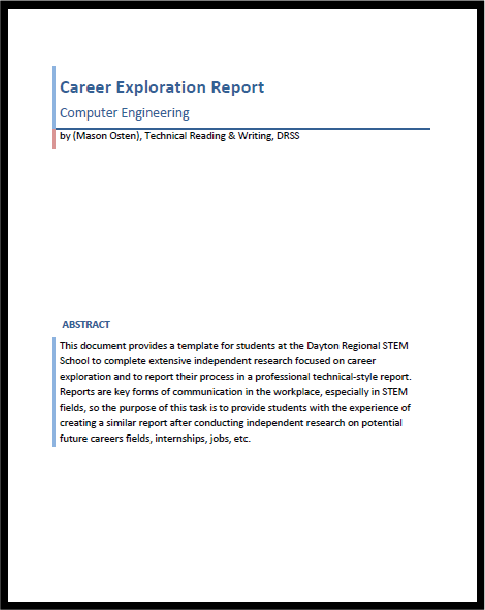 Career Exploration Report
Computer Engineering
by (Mason Osten), Technical Reading & Writing, DRSS
ABSTRACT
This document provides a template for students at the Dayton Regional STEM
School to complete extensive independent research focused on career
exploration and to report their process in a professional technical-style report.
Reports are key forms of communication in the workplace, especially in STEM
fields, so the purpose of this task is to provide students with the experience of
creating a similar report after conducting independent research on potential
future careers fields, internships, jobs, etc.